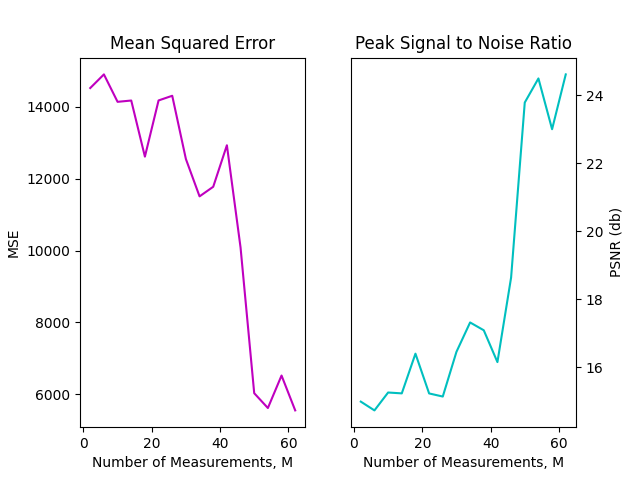 Mean Squared Error
Peak Signal to Noise Ratio
14000
12000
10000
8000
6000
MSE
0 20 40 60
Number of Measurements, M
24
22
20
18
16
PSNR (db)
0 20 40 60
Number of Measurements, M